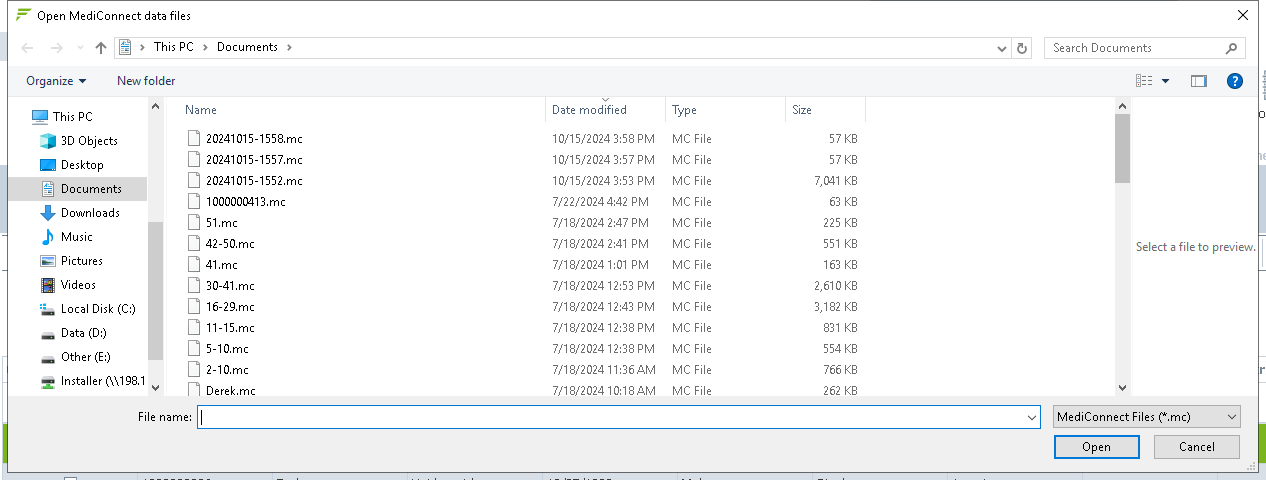 Open MediConnect data files
This PC > Documents >
Search Documents
Organize New folder
Name Date modified Type Size
This PC
3D Objects
Desktop
Documents
Downloads
Music
Pictures
Videos
Local Disk (C:)
Data (D:)
Other (E:)
Installer (\\198.1
20241015-1558.mc 10/15/2024 3:58 PM MC File 57 KB
20241015-1557.mc 10/15/2024 3:57 PM MC File 57 KB
20241015-1552.mc 10/15/2024 3:53 PM MC File 7,041 KB
1000000413.mc 7/22/2024 4:42 PM MC File 63 KB
51.mc 7/18/2024 2:47 PM MC File 225 KB
42-50.mc 7/18/2024 2:41 PM MC File 551 KB
41.mc 7/18/2024 1:01 PM MC File 163 KB
30-41.mc 7/18/2024 12:53 PM MC File 2,610 KB
16-29.mc 7/18/2024 12:43 PM MC File 3,182 KB
11-15.mc 7/18/2024 12:38 PM MC File 831 KB
5-10.mc 7/18/2024 12:38 PM MC File 554 KB
2-10.mc 7/18/2024 11:36 AM MC File 766 KB
Derek.mc 7/18/2024 10:18 AM MC File 262 KB
Select a file to preview.
File name:
MediConnect Files (*.mc)
Open Cancel